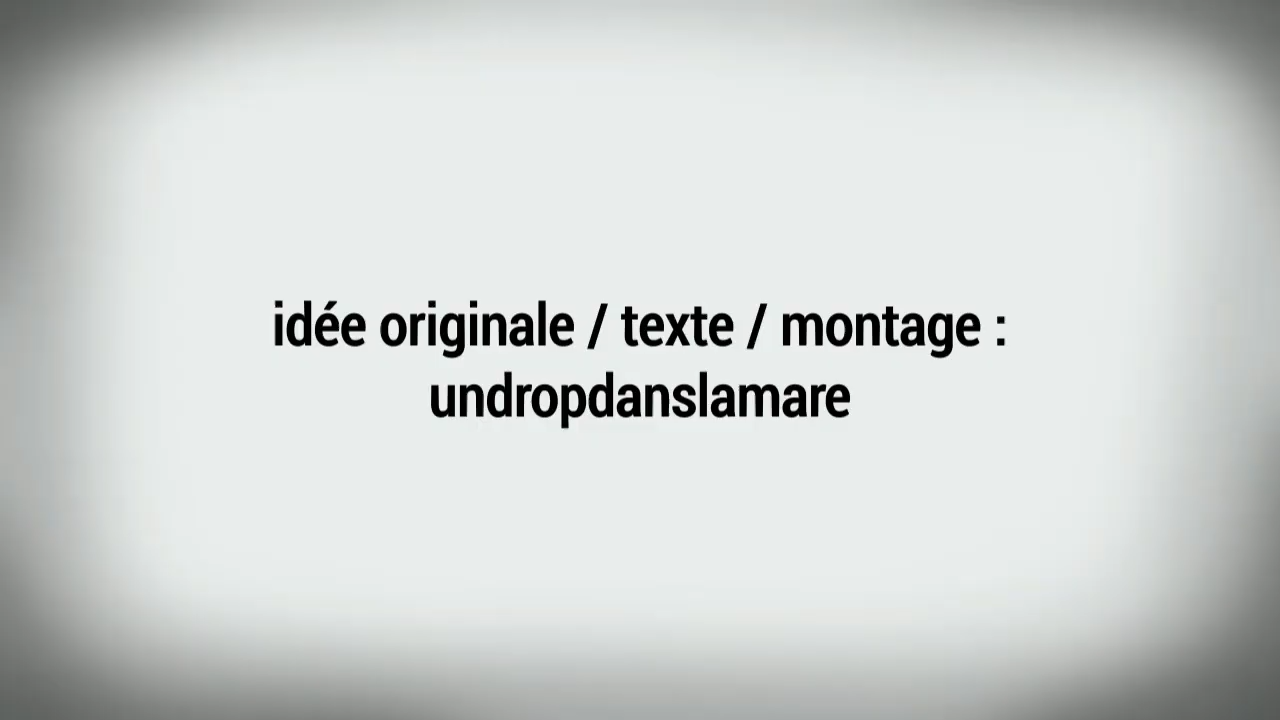 idée originale / texte / montage :
undropdanslamare